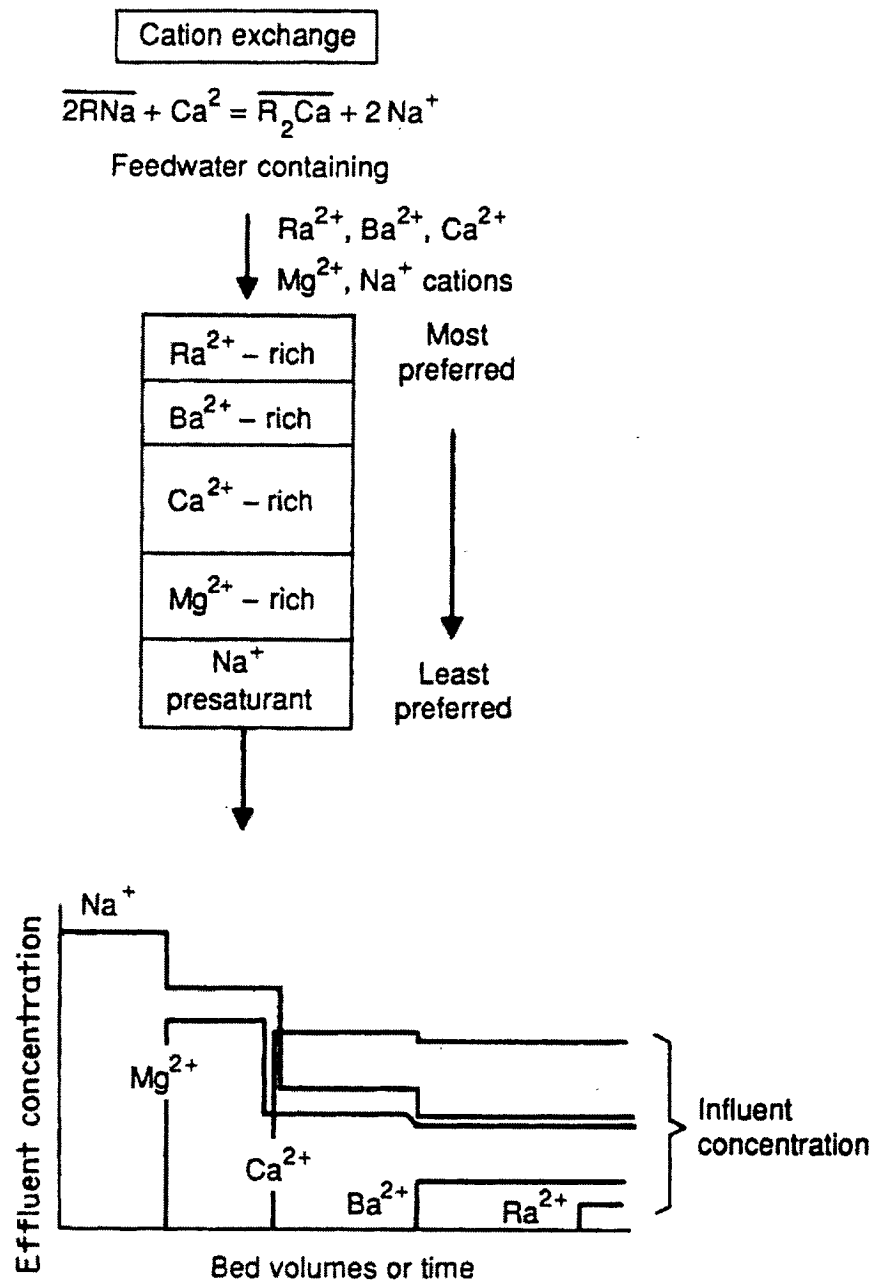 Cation exchange
2RNa + Ca² = R₂Ca + 2 Na⁺
Feedwater containing
Ra²⁺, Ba²⁺, Ca²⁺
Mg²⁺, Na⁺ cations
Ra²⁺ – rich
Ba²⁺ – rich
Ca²⁺ – rich
Mg²⁺ – rich
Na⁺
presaturant
Most
preferred
Least
preferred
Effluent concentration
Na⁺
Mg²⁺
Ca²⁺
Ba²⁺
Ra²⁺
Influent
concentration
Bed volumes or time